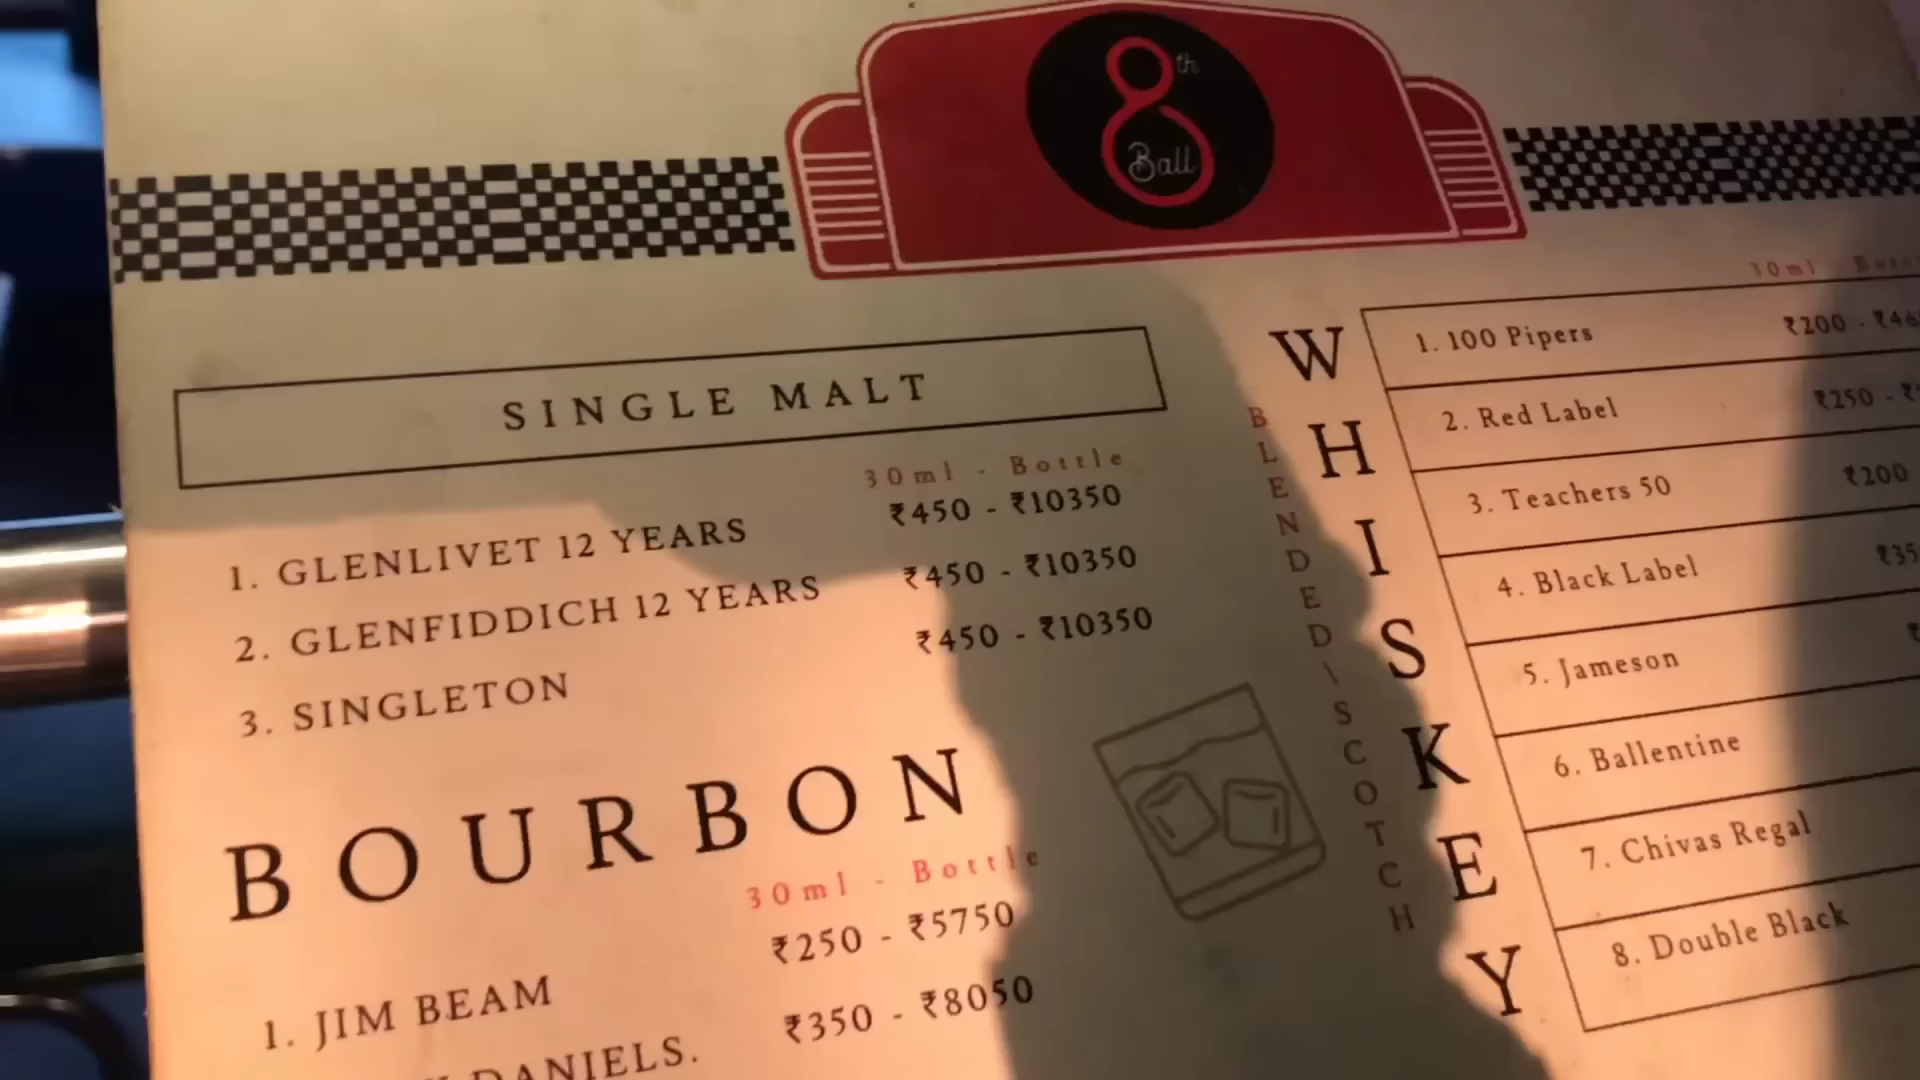 8th
Ball
SINGLE MALT
30ml - Bottle
1. GLENLIVET 12 YEARS ₹450 - ₹10350
2. GLENFIDDICH 12 YEARS ₹450 - ₹10350
3. SINGLETON ₹450 - ₹10350
BOURBON
30ml - Bottle
1. JIM BEAM ₹250 - ₹5750
DANIELS. ₹350 - ₹8050
WHISKEY
BLENDED\SCOTCH
30ml -
1. 100 Pipers ₹200 -
2. Red Label ₹250 -
3. Teachers 50 ₹200
4. Black Label
5. Jameson
6. Ballentine
7. Chivas Regal
8. Double Black